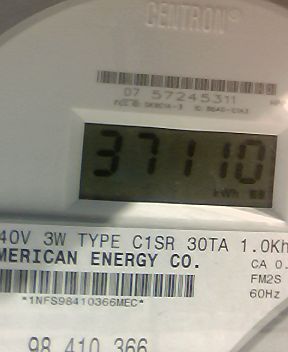 CENTRON®
07 57245311
37110
kWh
40V 3W TYPE C1SR 30TA 1.0Kh
MERICAN ENERGY CO.
CA 0.
FM2S
*1NFS98410366MEC*
60Hz
98 410 366